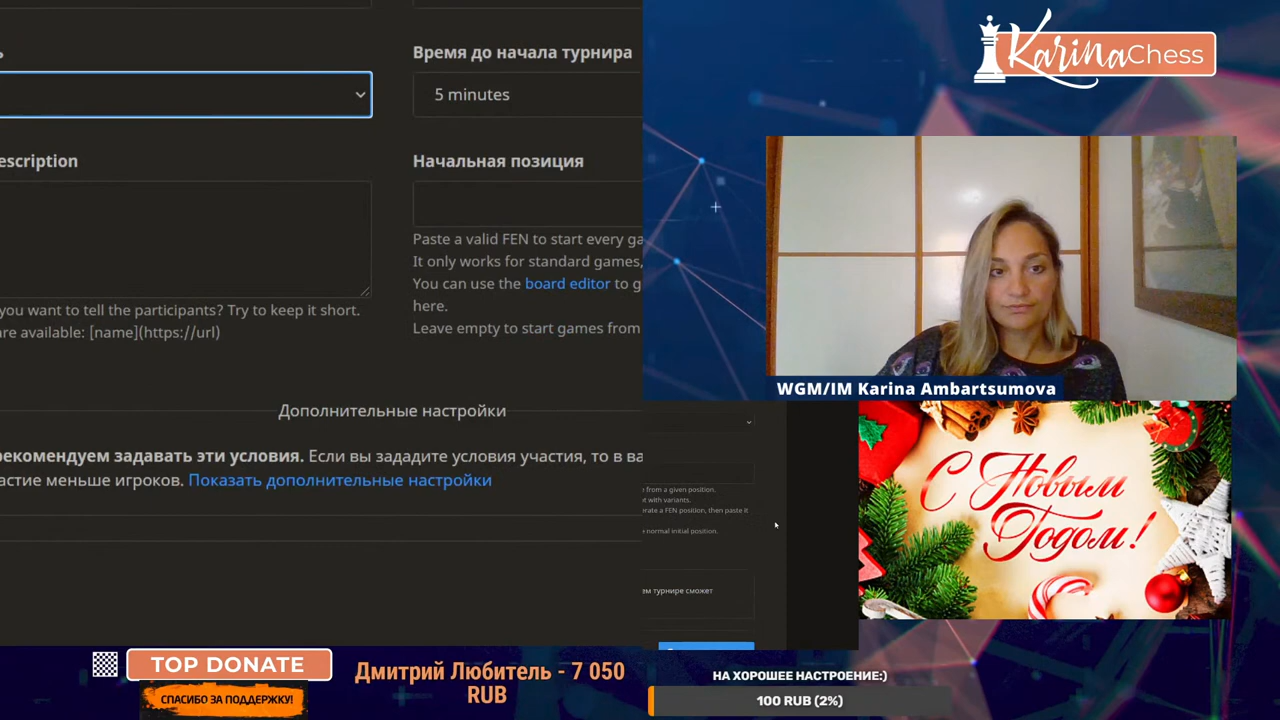 ь
Время до начала турнира
5 minutes
escription
Начальная позиция
Paste a valid FEN to start every ga
It only works for standard games,
You can use the board editor to g
here.
Leave empty to start games from
you want to tell the participants? Try to keep it short.
re available: [name](https://url)
Дополнительные настройки
рекомендуем задавать эти условия. Если вы зададите условия участия, то в ва
астие меньше игроков. Показать дополнительные настройки
KarinaChess
WGM/IM Karina Ambartsumova
e from a given position.
t with variants.
erate a FEN position, then paste it
e normal initial position.
ем турнире сможет
С Новым
Годом!
TOP DONATE
СПАСИБО ЗА ПОДДЕРЖКУ!
Дмитрий Любитель - 7 050
RUB
НА ХОРОШЕЕ НАСТРОЕНИЕ:)
100 RUB (2%)